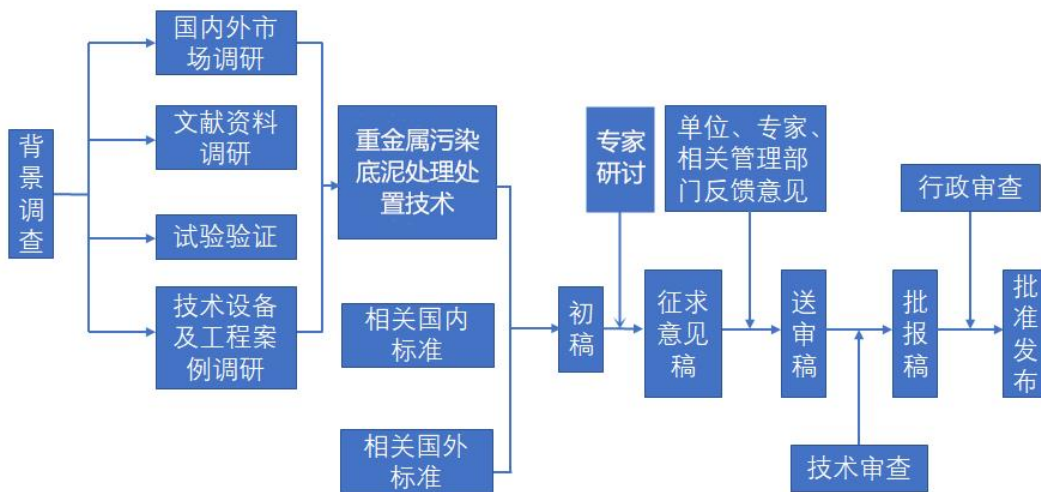 背景调查
国内外市
场调研
文献资料
调研
试验验证
技术设备
及工程案
例调研
重金属污染
底泥处理处
置技术
相关国内
标准
相关国外
标准
初稿
专家
研讨
征求
意见
稿
单位、专家、
相关管理部
门反馈意见
送审稿
技术审查
批报稿
行政审查
批准发布